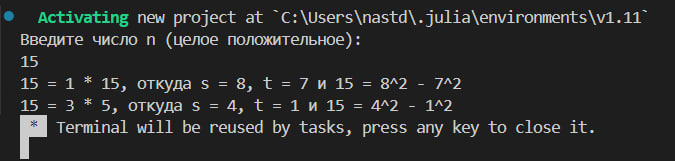 Activating new project at `C:\Users\nastd\.julia\environments\v1.11`
Введите число n (целое положительное):
15
15 = 1 * 15, откуда s = 8, t = 7 и 15 = 8^2 - 7^2
15 = 3 * 5, откуда s = 4, t = 1 и 15 = 4^2 - 1^2
* Terminal will be reused by tasks, press any key to close it.